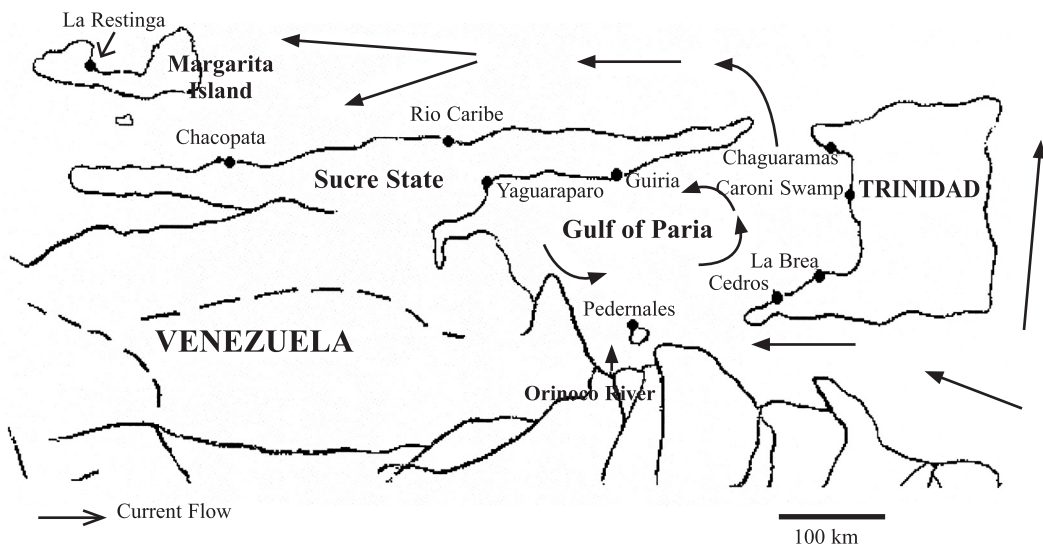 La Restinga
Margarita
Island
Rio Caribe
Chacopata
Chaguaramas
Sucre State
Yaguaraparo
Guiria
Caroni Swamp
TRINIDAD
Gulf of Paria
La Brea
Cedros
Pedernales
VENEZUELA
Orinoco River
Current Flow
100 km